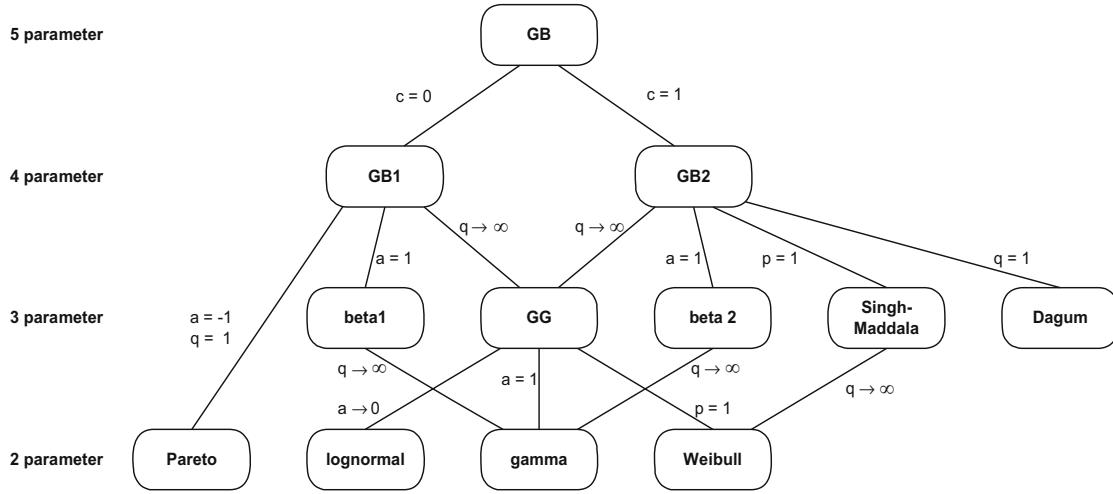 5 parameter
GB
c = 0
c = 1
4 parameter
GB1
GB2
q → ∞
q → ∞
a = 1
a = 1
p = 1
q = 1
3 parameter
a = -1
q = 1
beta1
GG
beta 2
Singh-
Maddala
Dagum
q → ∞
a = 1
q → ∞
q → ∞
a → 0
p = 1
2 parameter
Pareto
lognormal
gamma
Weibull